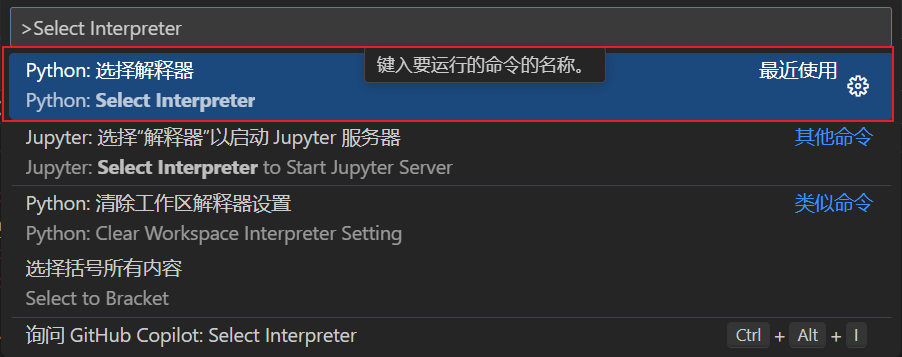 >Select Interpreter
Python: 选择解释器
键入要运行的命令的名称。
最近使用
Python: Select Interpreter
Jupyter: 选择“解释器”以启动 Jupyter 服务器
其他命令
Jupyter: Select Interpreter to Start Jupyter Server
Python: 清除工作区解释器设置
类似命令
Python: Clear Workspace Interpreter Setting
选择括号所有内容
Select to Bracket
询问 GitHub Copilot: Select Interpreter
Ctrl + Alt + I